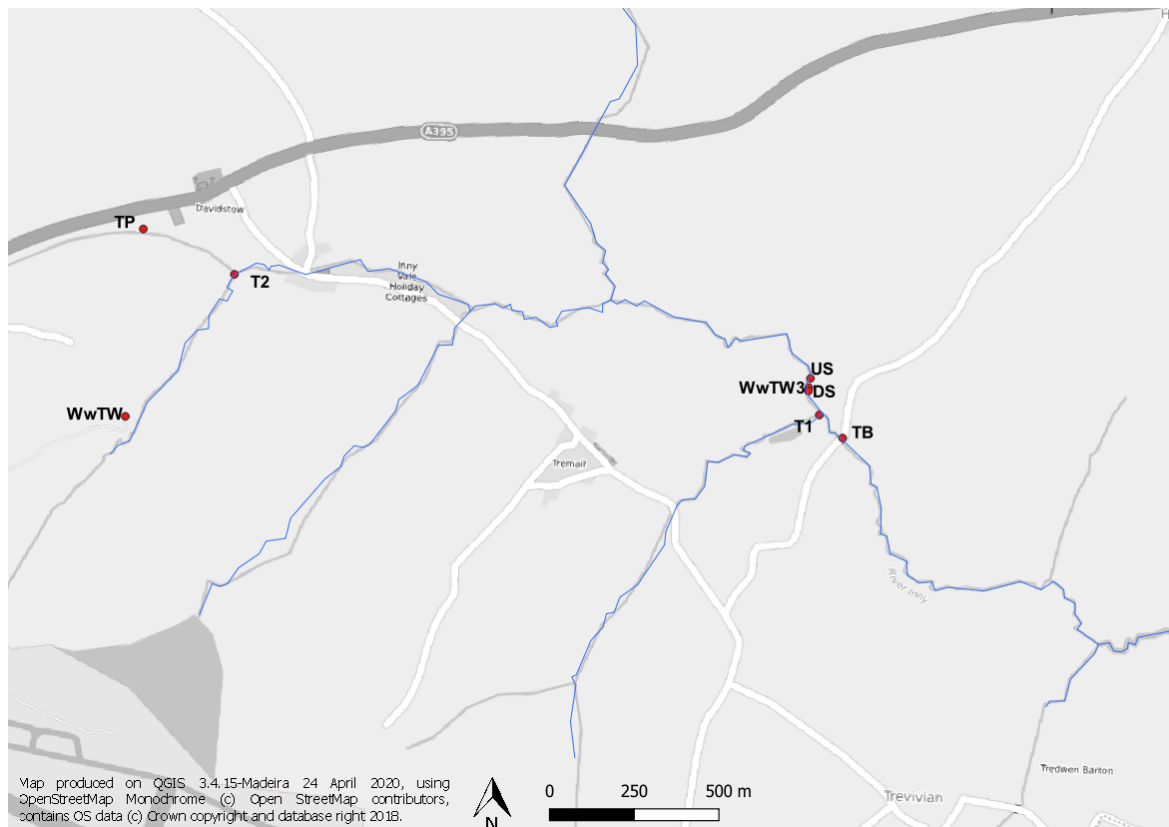 H
A395
Davidstow
TP
T2
Inny
Vale
Holiday
Cottages
US
WwTW3
DS
WwTW
T1
TB
Tremail
River Inny
Tredwen Barton
Trevivian
Map produced on QGIS 3.4.15-Madeira 24 April 2020, using
OpenStreetMap Monochrome (c) Open StreetMap contributors,
contains OS data (c) Crown copyright and database right 2018.
N
0 250 500 m